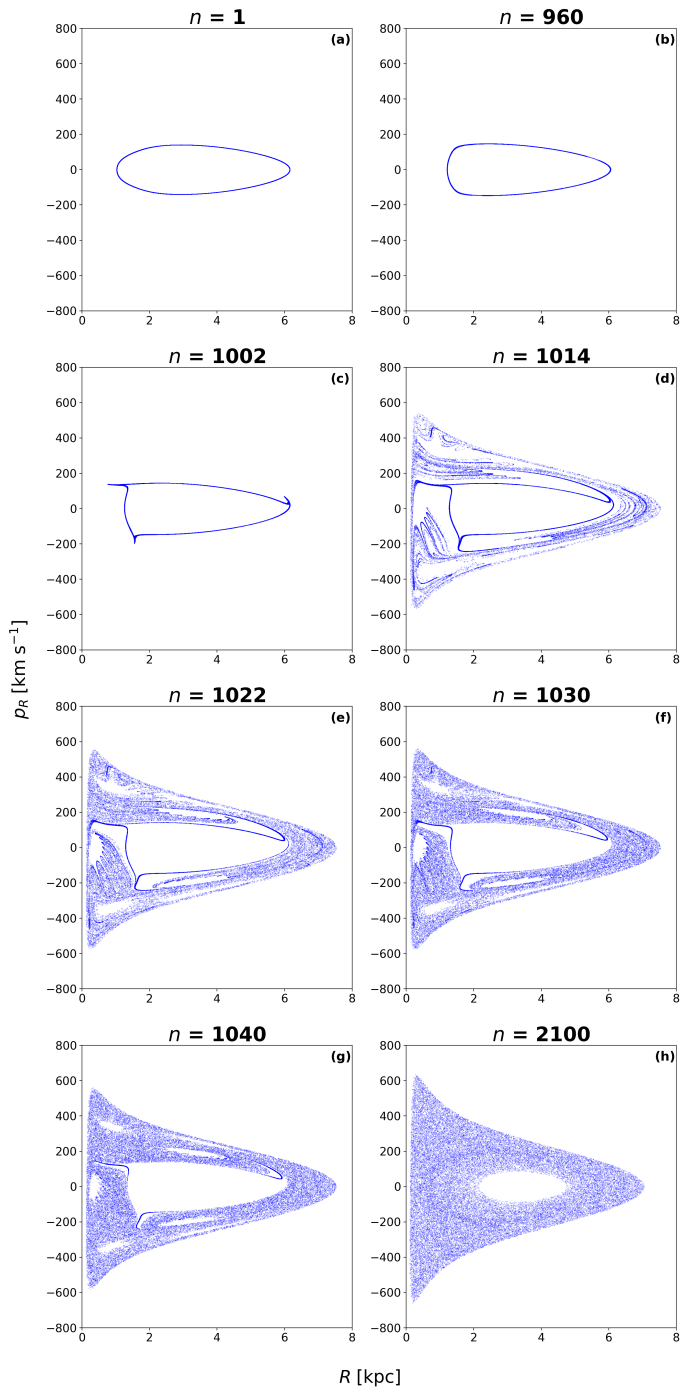 n = 1
n = 960
(a)
(b)
800
600
400
200
0
−200
−400
−600
−800
0 2 4 6 8
800
600
400
200
0
−200
−400
−600
−800
0 2 4 6 8
n = 1002
n = 1014
(c)
(d)
800
600
400
200
0
−200
−400
−600
−800
0 2 4 6 8
800
600
400
200
0
−200
−400
−600
−800
0 2 4 6 8
p_R [km s⁻¹]
n = 1022
n = 1030
(e)
(f)
800
600
400
200
0
−200
−400
−600
−800
0 2 4 6 8
800
600
400
200
0
−200
−400
−600
−800
0 2 4 6 8
n = 1040
n = 2100
(g)
(h)
800
600
400
200
0
−200
−400
−600
−800
0 2 4 6 8
800
600
400
200
0
−200
−400
−600
−800
0 2 4 6 8
R [kpc]